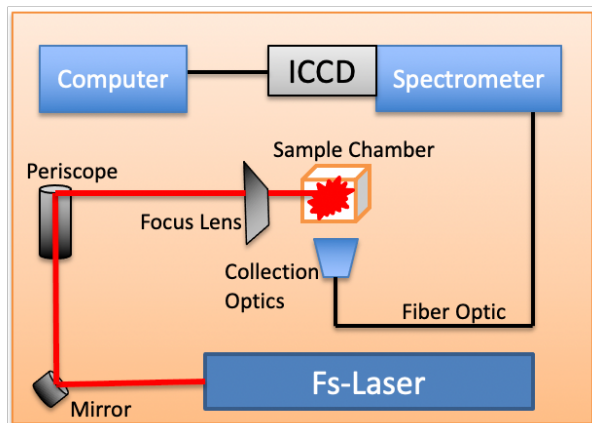 Computer
ICCD
Spectrometer
Sample Chamber
Periscope
Focus Lens
Collection
Optics
Fiber Optic
Fs-Laser
Mirror